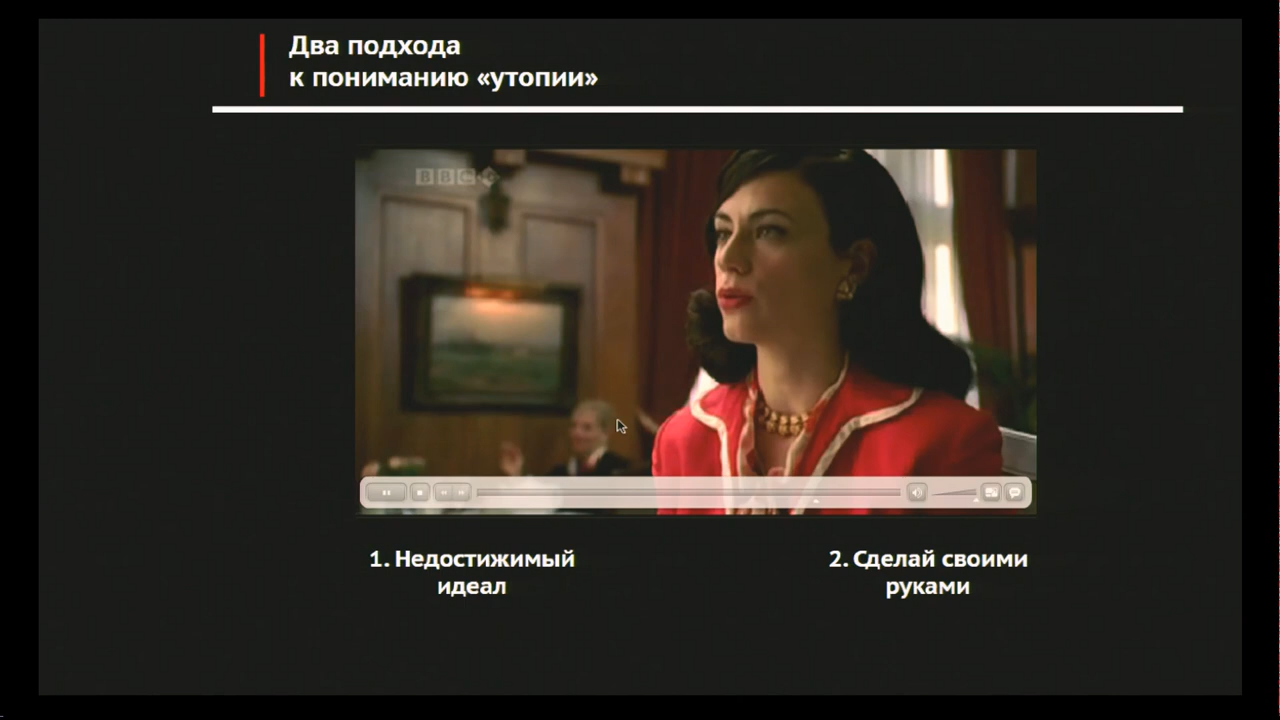 Два подхода
к пониманию «утопии»
BBC
1. Недостижимый
идеал
2. Сделай своими
руками